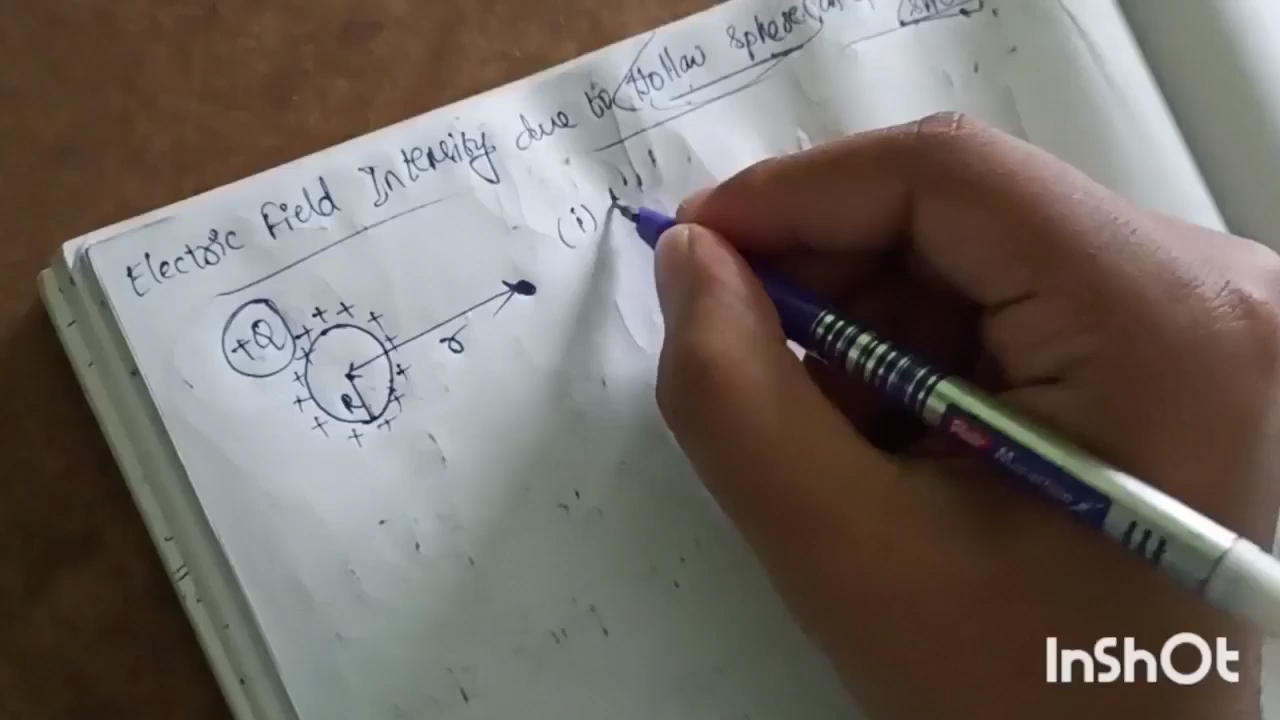 Electric Field Intensity due to Hollow sphere
(i)
+Q
R
r
InShOt